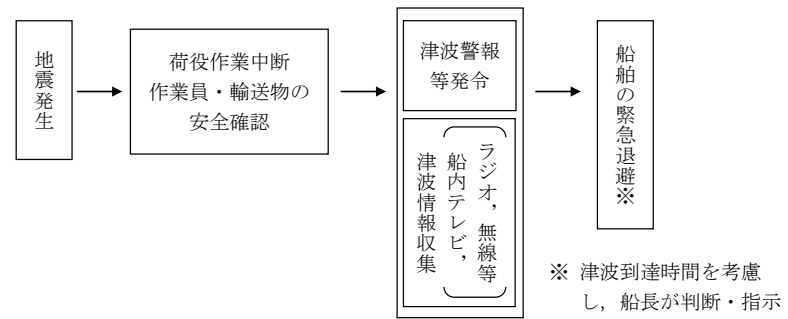 地震発生
荷役作業中断
作業員・輸送物の
安全確認
津波警報
等発令
津波情報収集
船内テレビ，
ラジオ，無線等
船舶の緊急退避※
※ 津波到達時間を考慮
し，船長が判断・指示